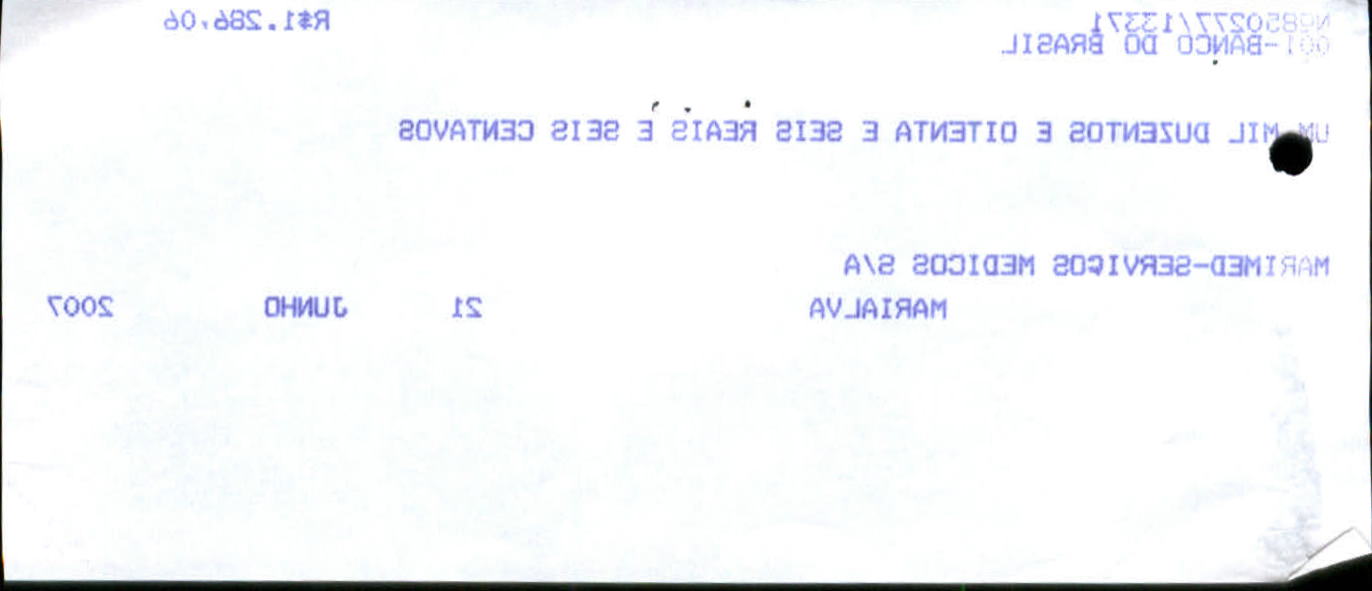 Nº850277/13371 R$1.286,06
001-BANCO DO BRASIL
UM MIL DUZENTOS E OITENTA E SEIS REAIS E SEIS CENTAVOS
MARIMED-SERVIÇOS MEDICOS S/A
MARIALVA 21 JUNHO 2007